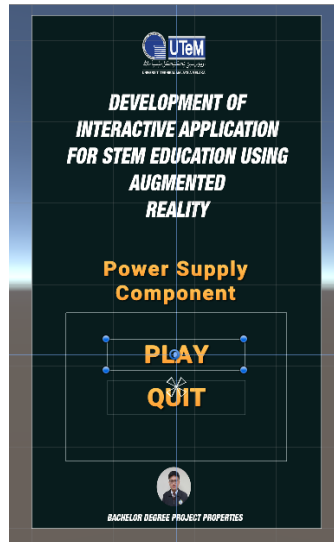 UTeM
DEVELOPMENT OF
INTERACTIVE APPLICATION
FOR STEM EDUCATION USING
AUGMENTED
REALITY
Power Supply
Component
PLAY
QUIT
BACHELOR DEGREE PROJECT PROPERTIES